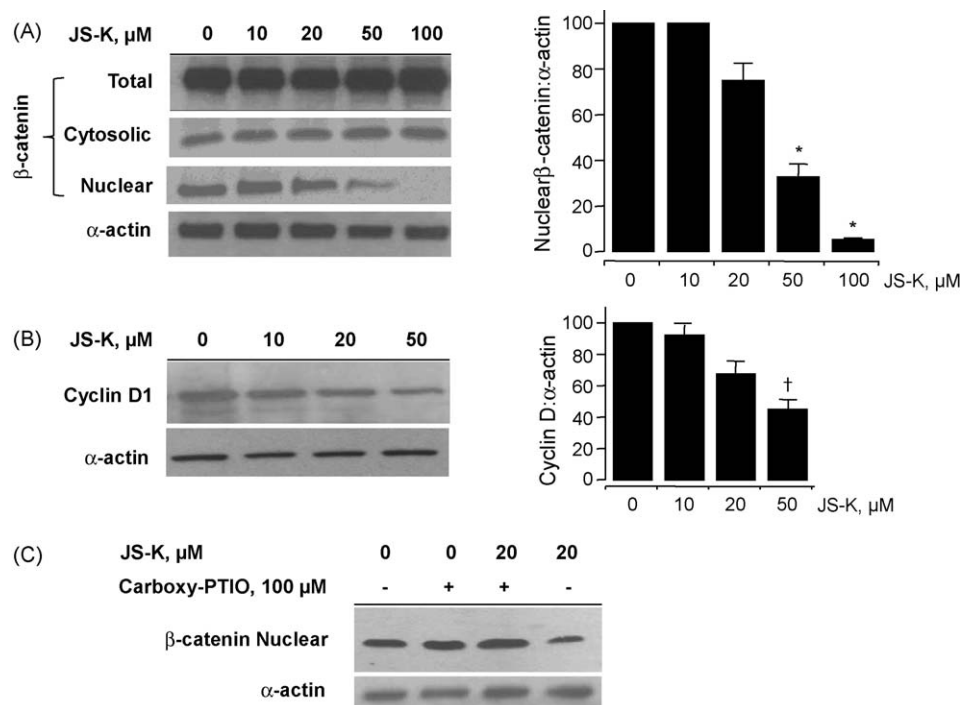 (A) JS-K, µM 0 10 20 50 100
β-catenin
Total
Cytosolic
Nuclear
α-actin
Nuclearβ-catenin:α-actin
100
80
60
40
20
0
*
*
0 10 20 50 100 JS-K, µM
(B) JS-K, µM 0 10 20 50
Cyclin D1
α-actin
Cyclin D:α-actin
100
80
60
40
20
0
†
0 10 20 50 JS-K, µM
(C) JS-K, µM 0 0 20 20
Carboxy-PTIO, 100 µM - + + -
β-catenin Nuclear
α-actin